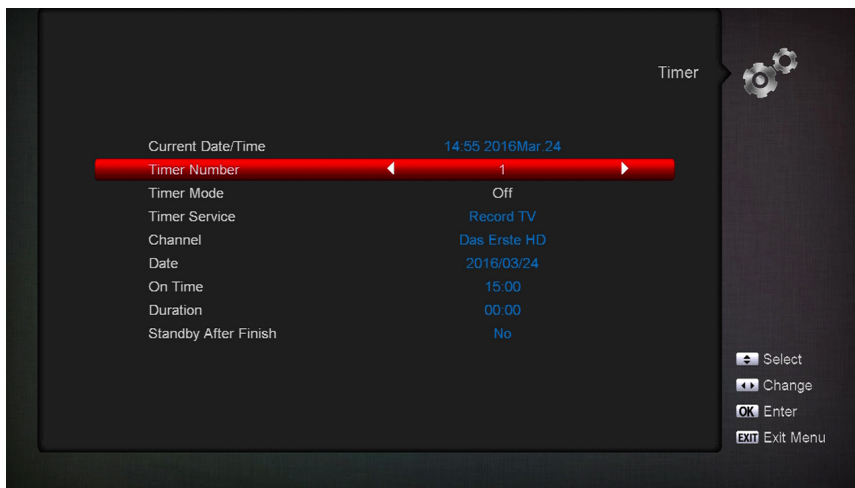 Timer
Current Date/Time 14:55 2016Mar.24
Timer Number 1
Timer Mode Off
Timer Service Record TV
Channel Das Erste HD
Date 2016/03/24
On Time 15:00
Duration 00:00
Standby After Finish No
Select
Change
OK Enter
EXIT Exit Menu